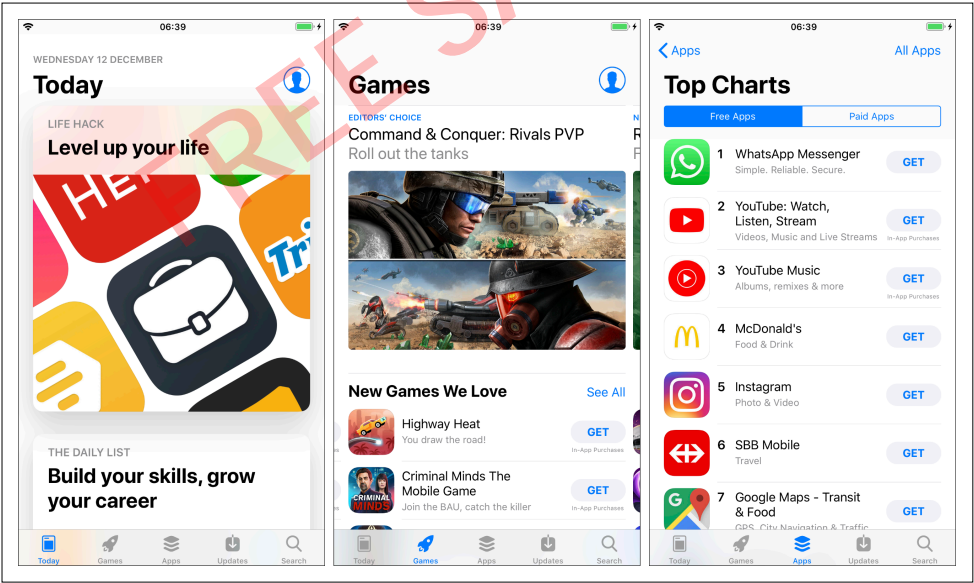 06:39
WEDNESDAY 12 DECEMBER
Today
LIFE HACK
Level up your life
THE DAILY LIST
Build your skills, grow
your career
Today
Games
Apps
Updates
Search
06:39
Games
EDITORS' CHOICE
Command & Conquer: Rivals PVP
Roll out the tanks
New Games We Love
See All
Highway Heat
You draw the road!
GET
In-App Purchases
Criminal Minds The
Mobile Game
Join the BAU, catch the killer
GET
In-App Purchases
CRIMINAL
MINDS
Today
Games
Apps
Updates
Search
06:39
Apps
All Apps
Top Charts
Free Apps
Paid Apps
1 WhatsApp Messenger
Simple. Reliable. Secure.
GET
2 YouTube: Watch,
Listen, Stream
Videos, Music and Live Streams
GET
In-App Purchases
3 YouTube Music
Albums, remixes & more
GET
In-App Purchases
4 McDonald's
Food & Drink
GET
5 Instagram
Photo & Video
GET
6 SBB Mobile
Travel
GET
7 Google Maps - Transit
& Food
GPS, City Navigation & Traffic
GET
Today
Games
Apps
Updates
Search
FREE